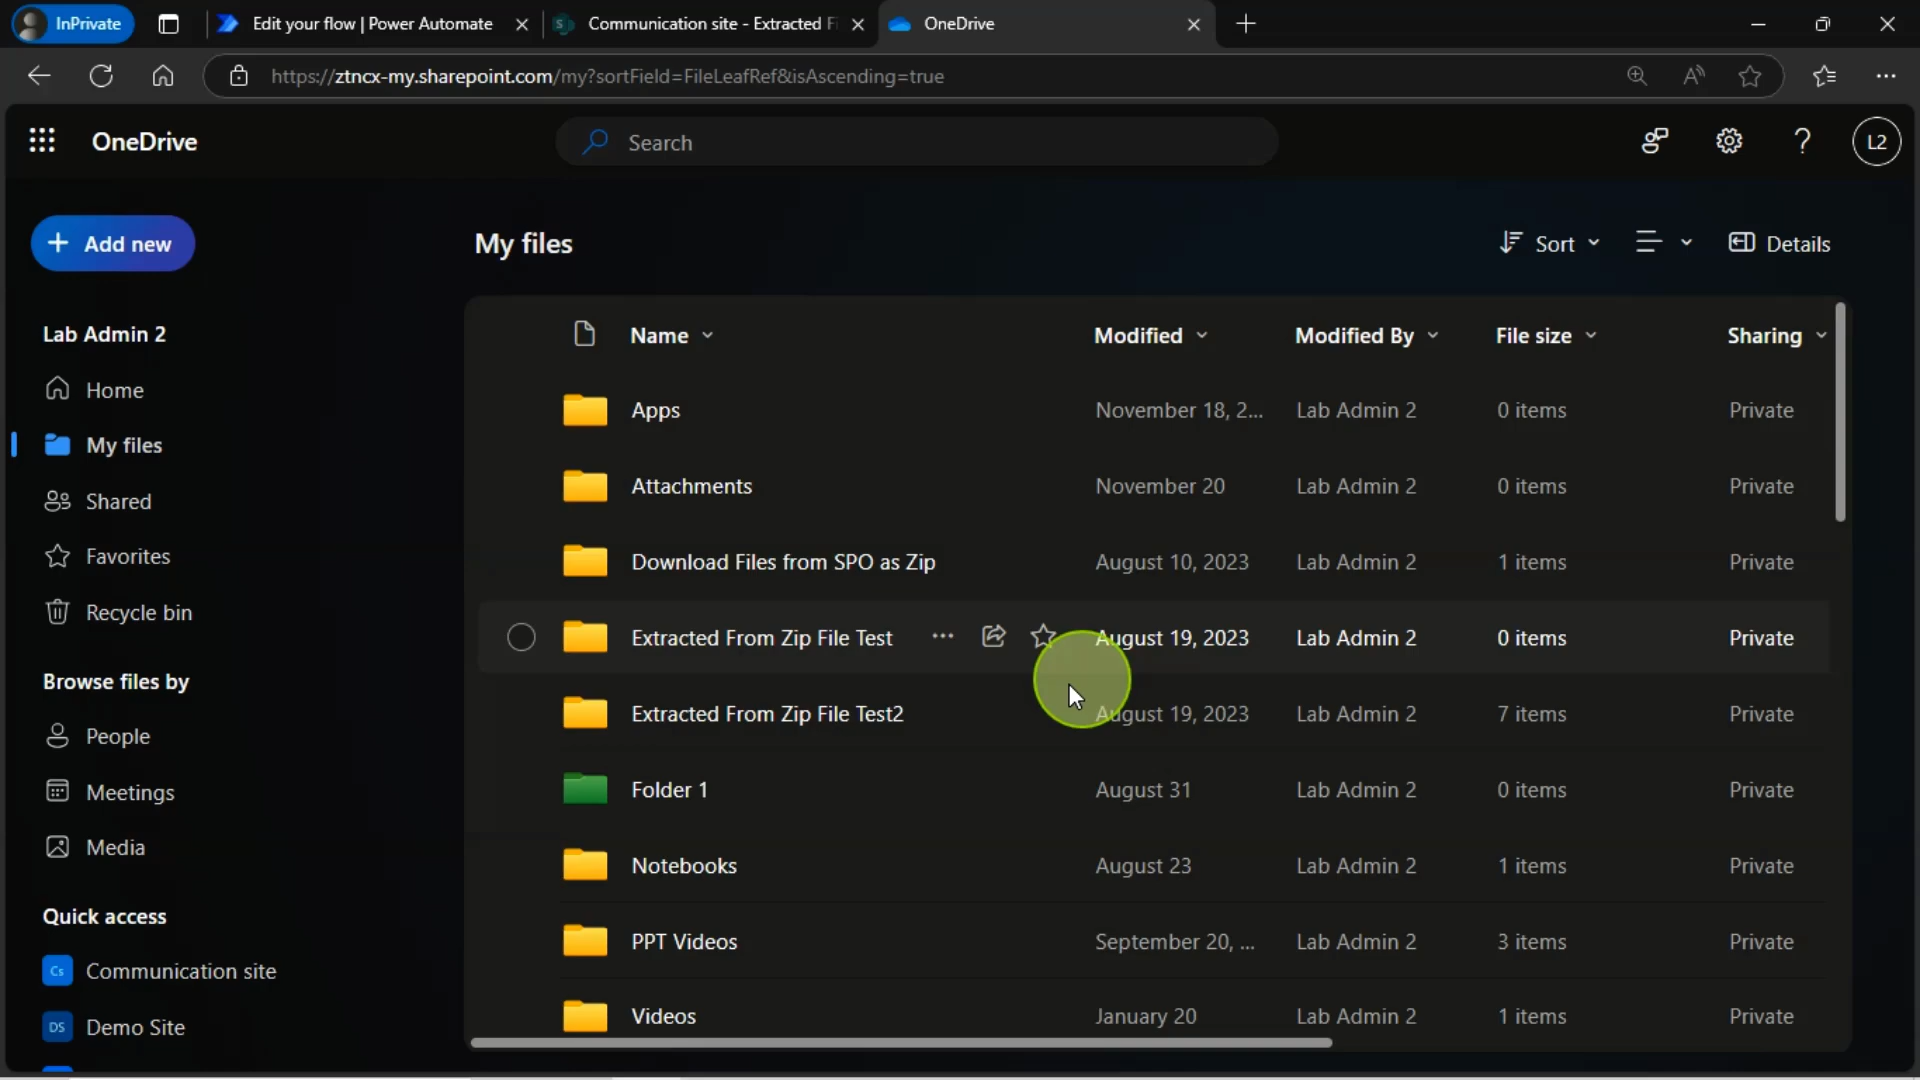 InPrivate
Edit your flow | Power Automate
Communication site - Extracted Fi
OneDrive
https://ztncx-my.sharepoint.com/my?sortField=FileLeafRef&isAscending=true
OneDrive
Search
L2
Add new
My files
Sort
Details
Lab Admin 2
Home
My files
Shared
Favorites
Recycle bin
Browse files by
People
Meetings
Media
Quick access
Cs Communication site
DS Demo Site
Name Modified Modified By File size Sharing
Apps November 18, 2... Lab Admin 2 0 items Private
Attachments November 20 Lab Admin 2 0 items Private
Download Files from SPO as Zip August 10, 2023 Lab Admin 2 1 items Private
Extracted From Zip File Test August 19, 2023 Lab Admin 2 0 items Private
Extracted From Zip File Test2 August 19, 2023 Lab Admin 2 7 items Private
Folder 1 August 31 Lab Admin 2 0 items Private
Notebooks August 23 Lab Admin 2 1 items Private
PPT Videos September 20, ... Lab Admin 2 3 items Private
Videos January 20 Lab Admin 2 1 items Private